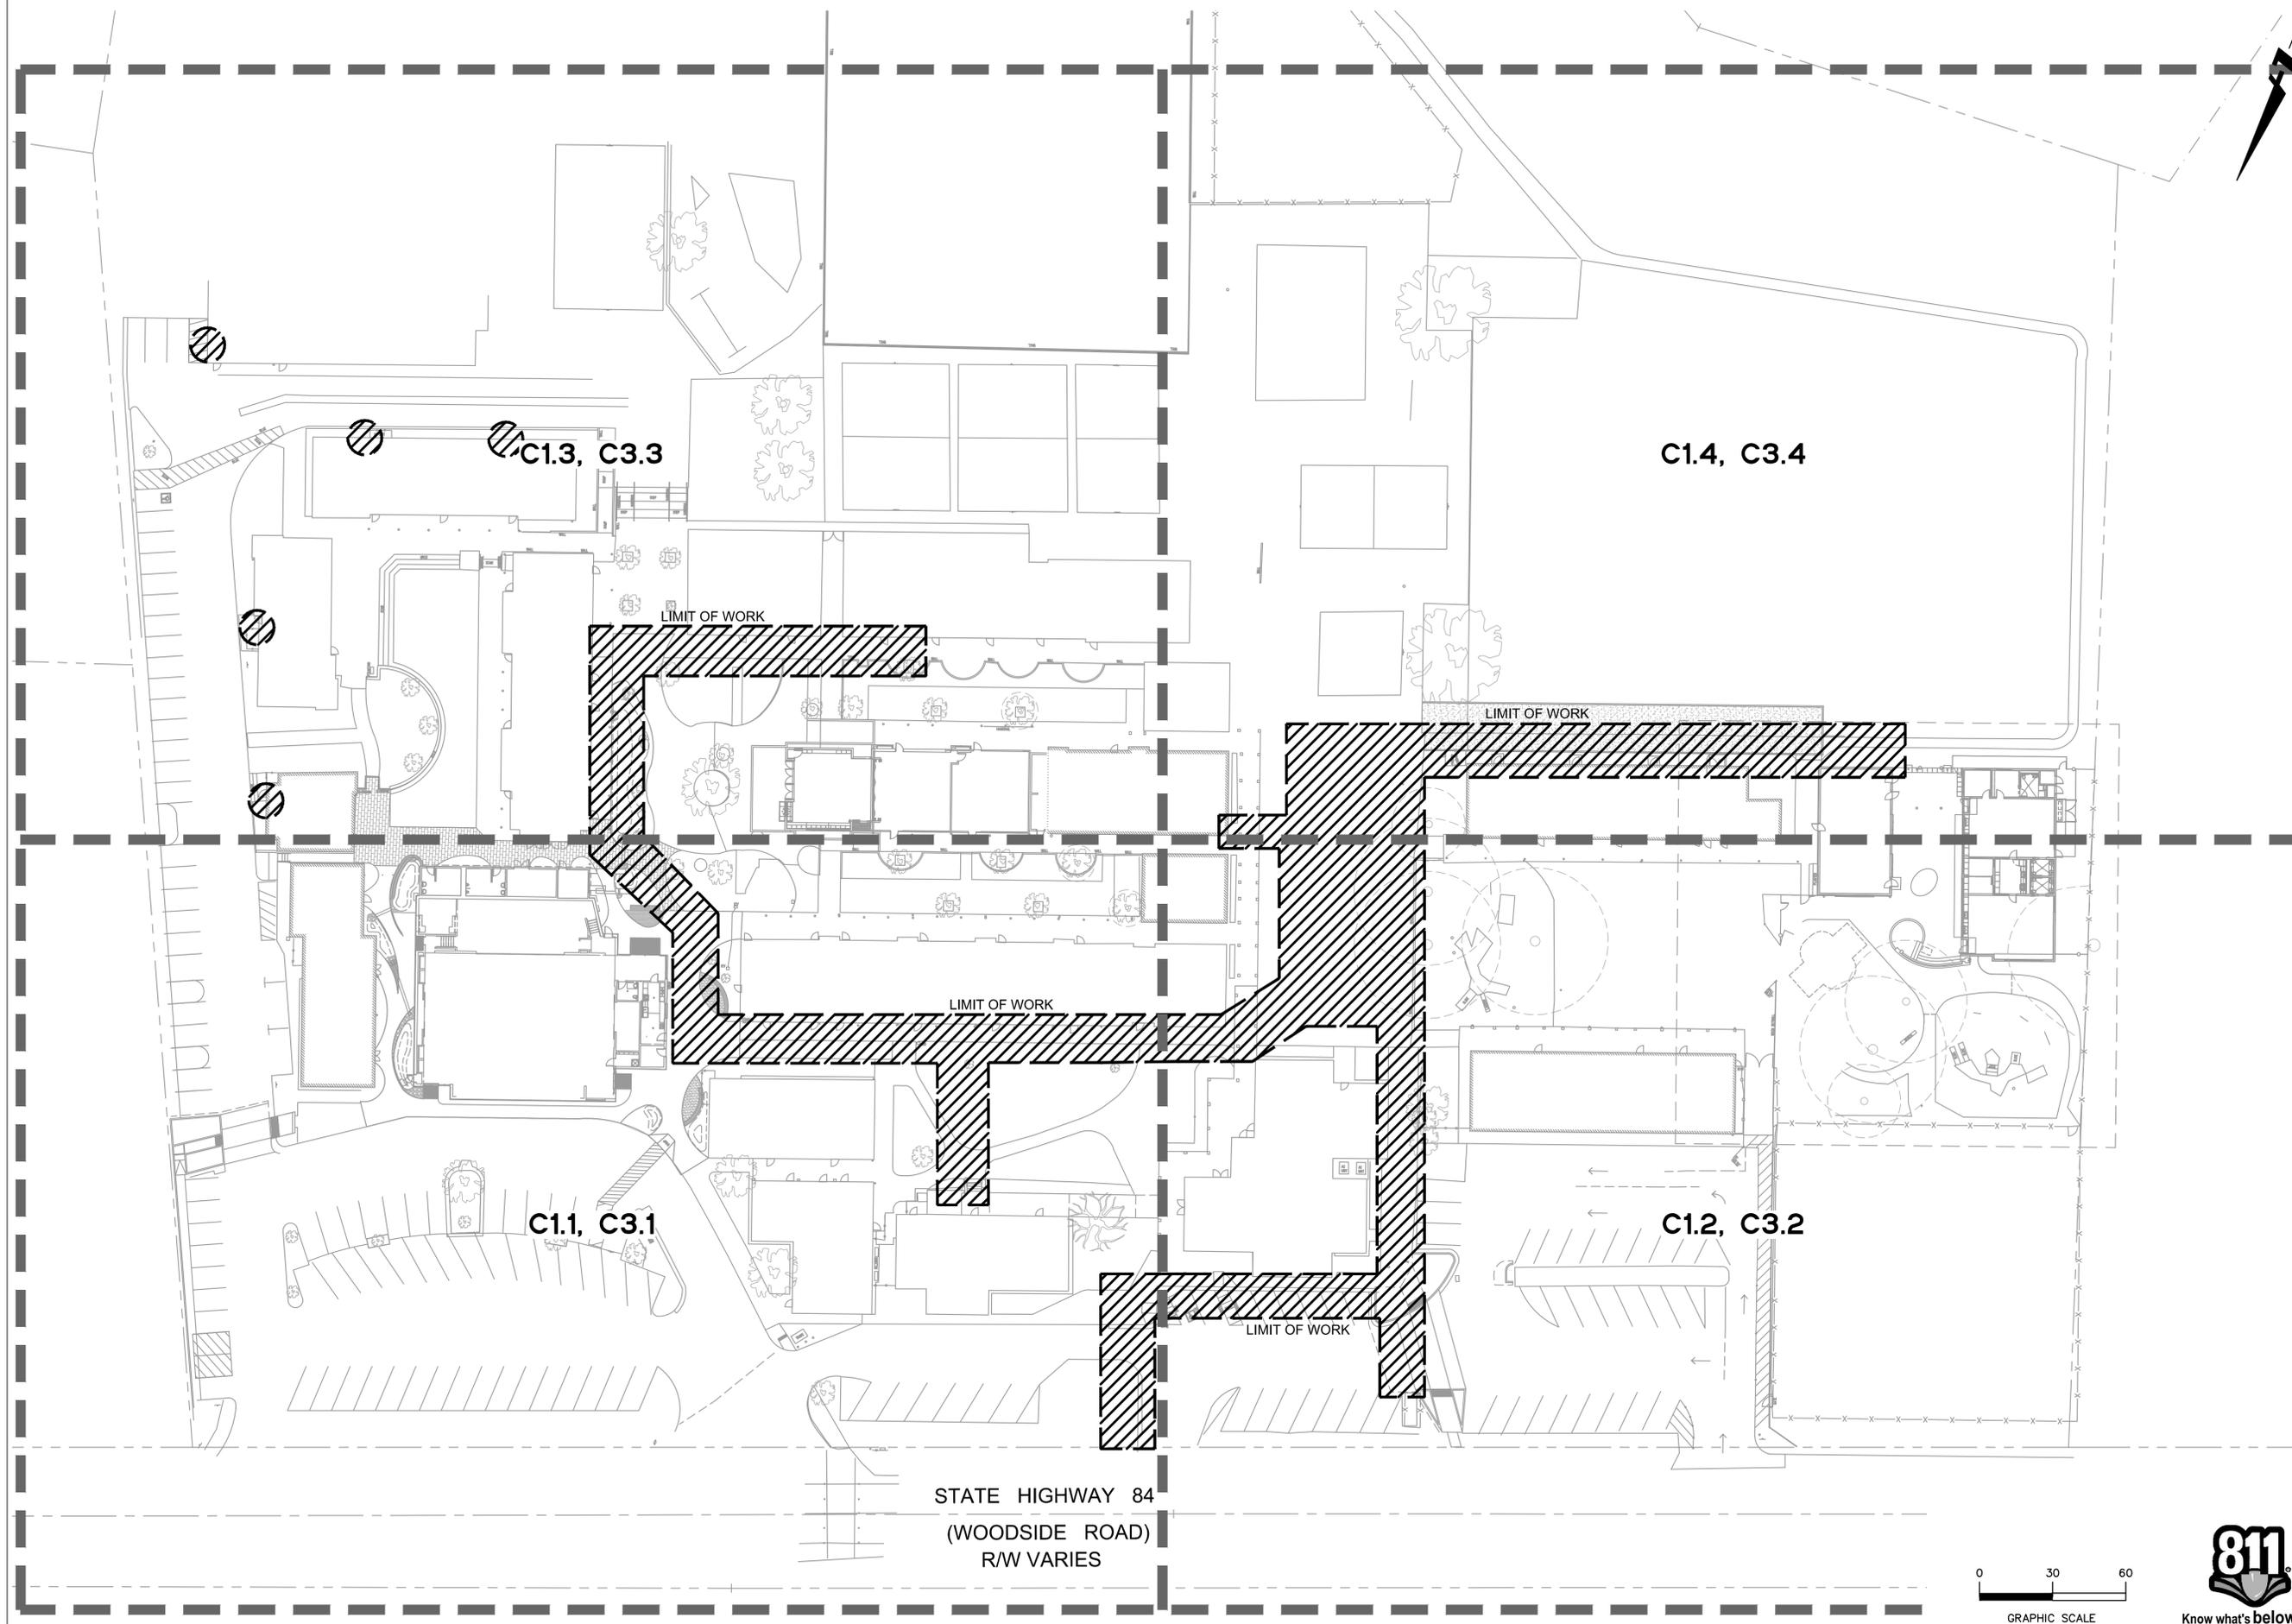 C1.3, C3.3
C1.4, C3.4
LIMIT OF WORK
LIMIT OF WORK
LIMIT OF WORK
C1.1, C3.1
C1.2, C3.2
LIMIT OF WORK
STATE HIGHWAY 84
(WOODSIDE ROAD)
R/W VARIES
0 30 60
GRAPHIC SCALE
811
Know what's below